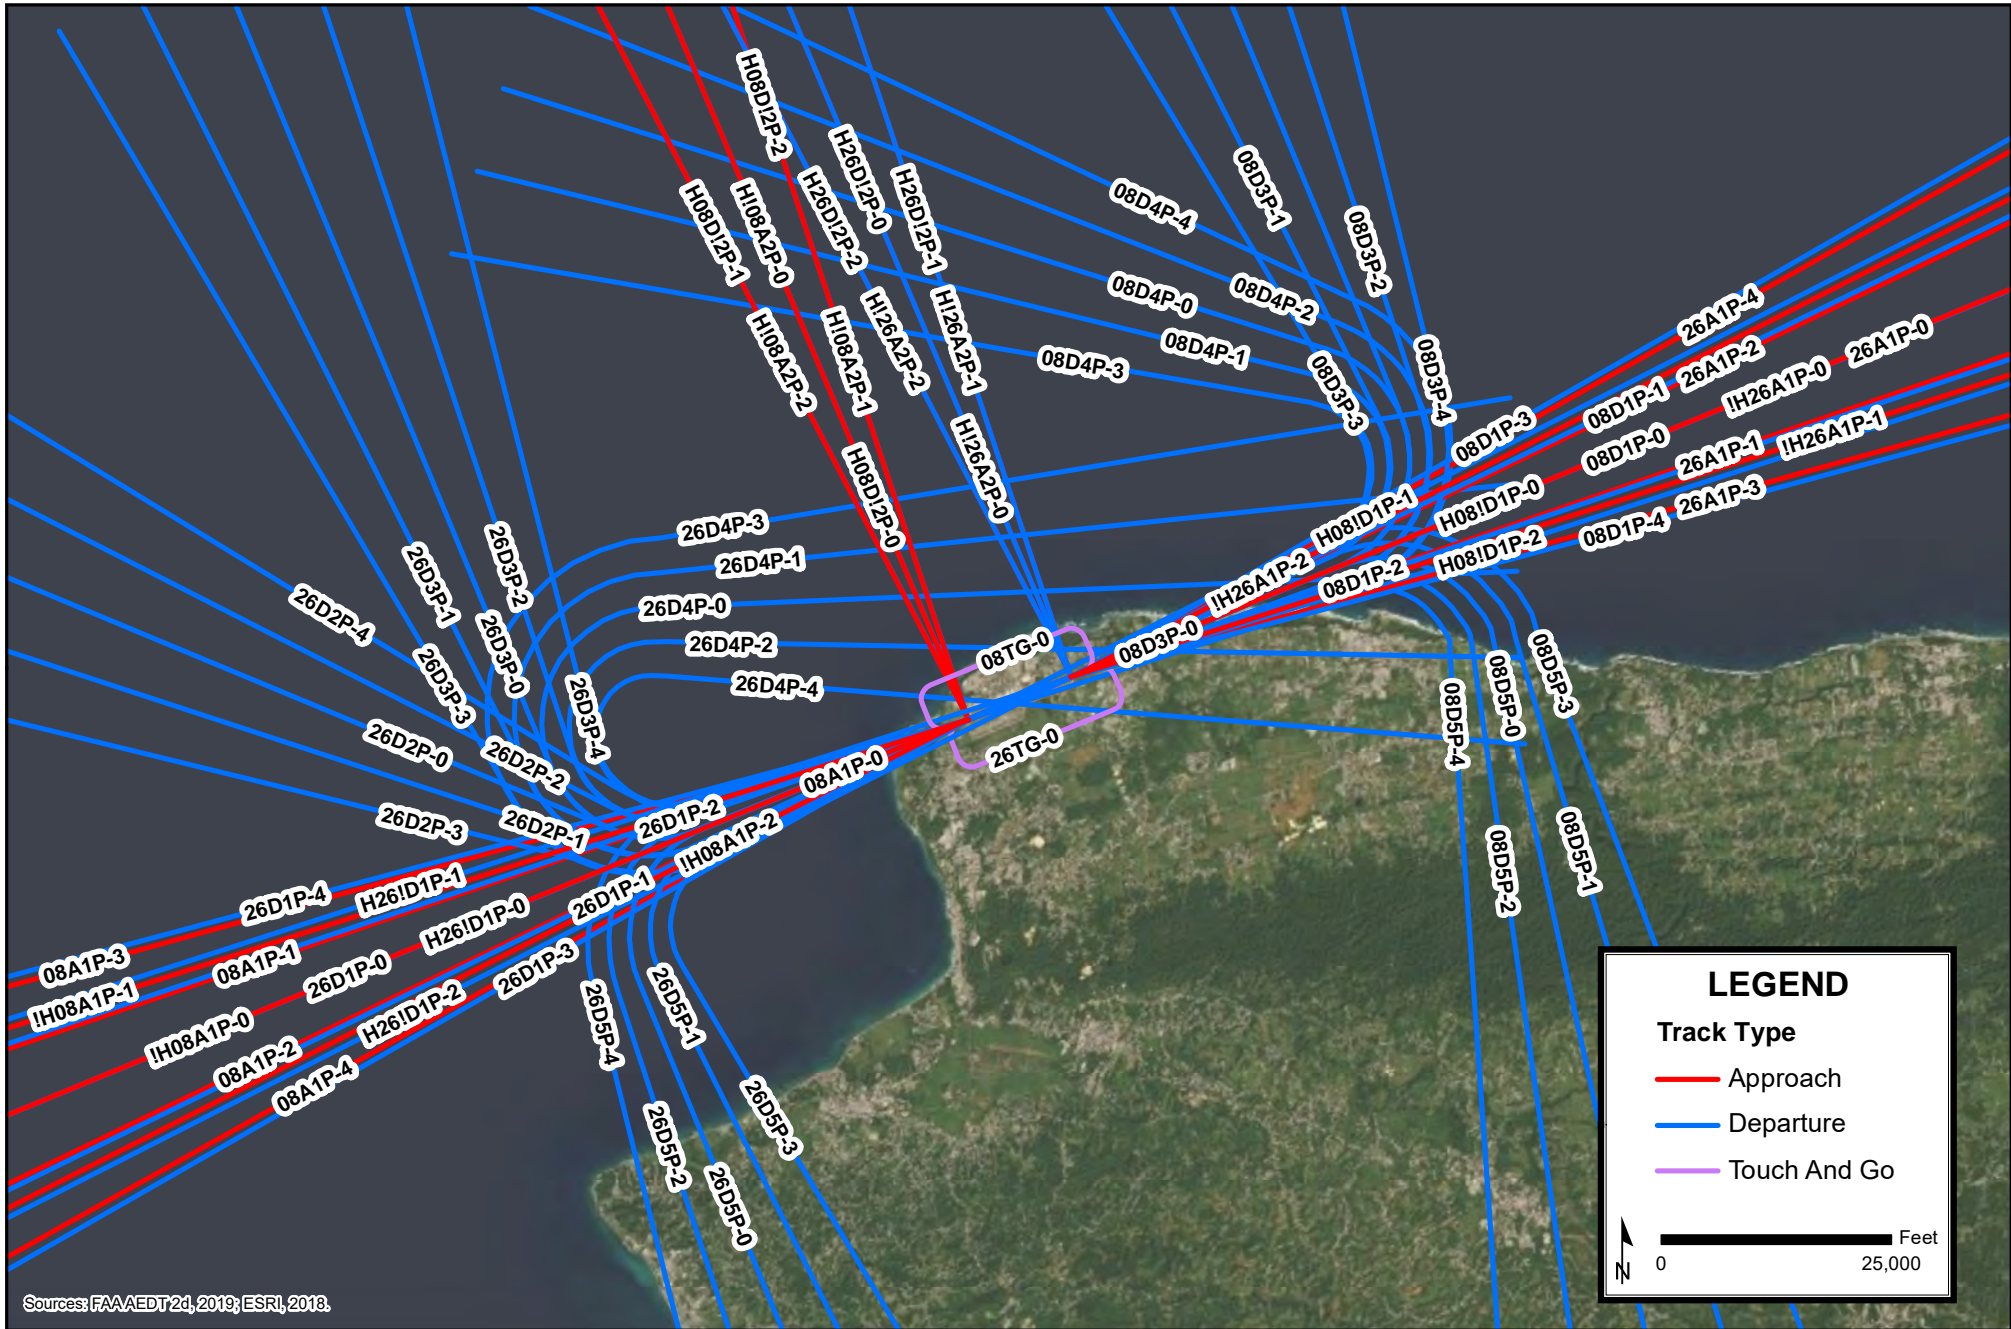 H08D!2P-2
H26D!2P-0
H26D!2P-1
H26D!2P-2
H08D!2P-1
H!08A2P-0
08D4P-4
08D3P-1
08D3P-2
08D4P-0
08D4P-2
08D4P-1
08D4P-3
08D3P-3
08D3P-4
H!08A2P-2
H!08A2P-1
H!26A2P-2
H!26A2P-1
H!26A2P-0
H08D!2P-0
26A1P-4
26A1P-2
26A1P-0
!H26A1P-0
08D1P-1
08D1P-3
08D1P-0
26A1P-1
!H26A1P-1
26A1P-3
08D1P-4
H08!D1P-1
H08!D1P-0
H08!D1P-2
!H26A1P-2
08D1P-2
08D3P-0
26D4P-3
26D4P-1
26D4P-0
26D4P-2
26D4P-4
26D3P-2
26D3P-1
26D3P-0
26D3P-3
26D3P-4
26D2P-4
26D2P-0
26D2P-2
26D2P-3
26D2P-1
08TG-0
26TG-0
08D5P-3
08D5P-0
08D5P-4
08D5P-1
08D5P-2
08A1P-0
26D1P-2
!H08A1P-2
26D1P-1
26D1P-4
H26!D1P-1
H26!D1P-0
26D1P-3
08A1P-3
08A1P-1
26D1P-0
!H08A1P-1
!H08A1P-0
H26!D1P-2
08A1P-2
08A1P-4
26D5P-4
26D5P-1
26D5P-3
26D5P-2
26D5P-0
LEGEND
Track Type
Approach
Departure
Touch And Go
Feet
0 25,000
N
Sources: FAA AEDT 2d, 2019; ESRI, 2018.